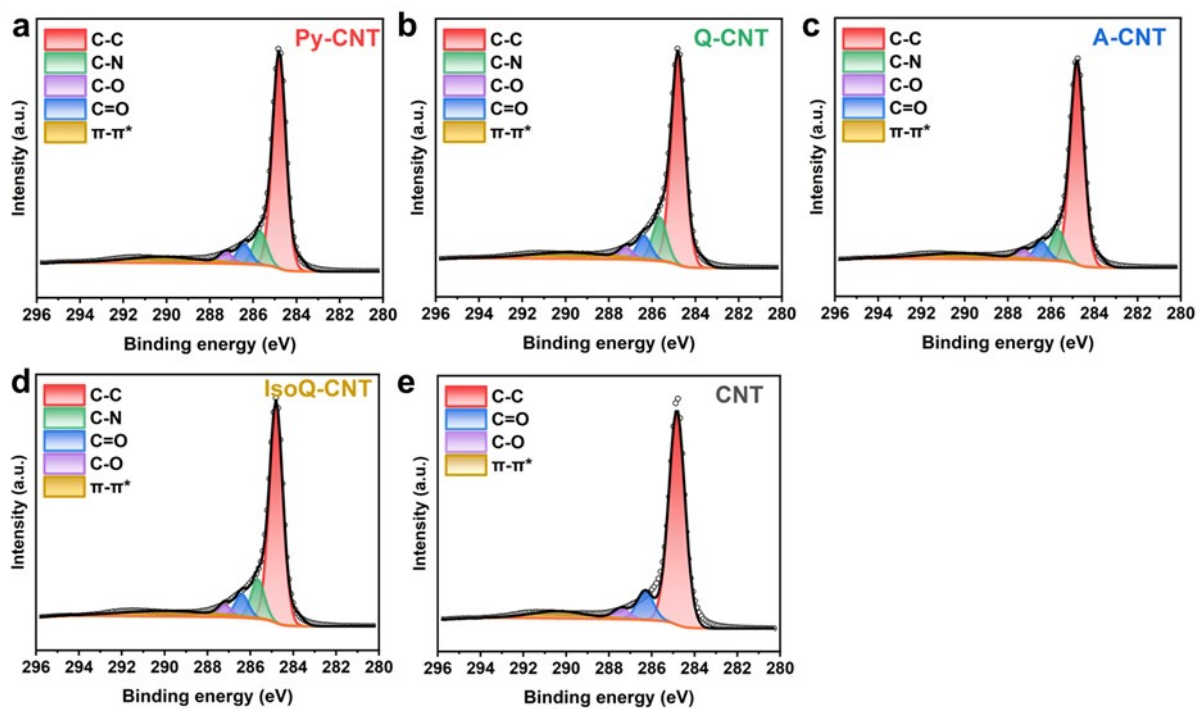 a
Py-CNT
C-C
C-N
C-O
C=O
π-π*
Intensity (a.u.)
296 294 292 290 288 286 284 282 280
Binding energy (eV)
b
Q-CNT
C-C
C-N
C-O
C=O
π-π*
Intensity (a.u.)
296 294 292 290 288 286 284 282 280
Binding energy (eV)
c
A-CNT
C-C
C-N
C-O
C=O
π-π*
Intensity (a.u.)
296 294 292 290 288 286 284 282 280
Binding energy (eV)
d
IsoQ-CNT
C-C
C-N
C=O
C-O
π-π*
Intensity (a.u.)
296 294 292 290 288 286 284 282 280
Binding energy (eV)
e
CNT
C-C
C=O
C-O
π-π*
Intensity (a.u.)
296 294 292 290 288 286 284 282 280
Binding energy (eV)